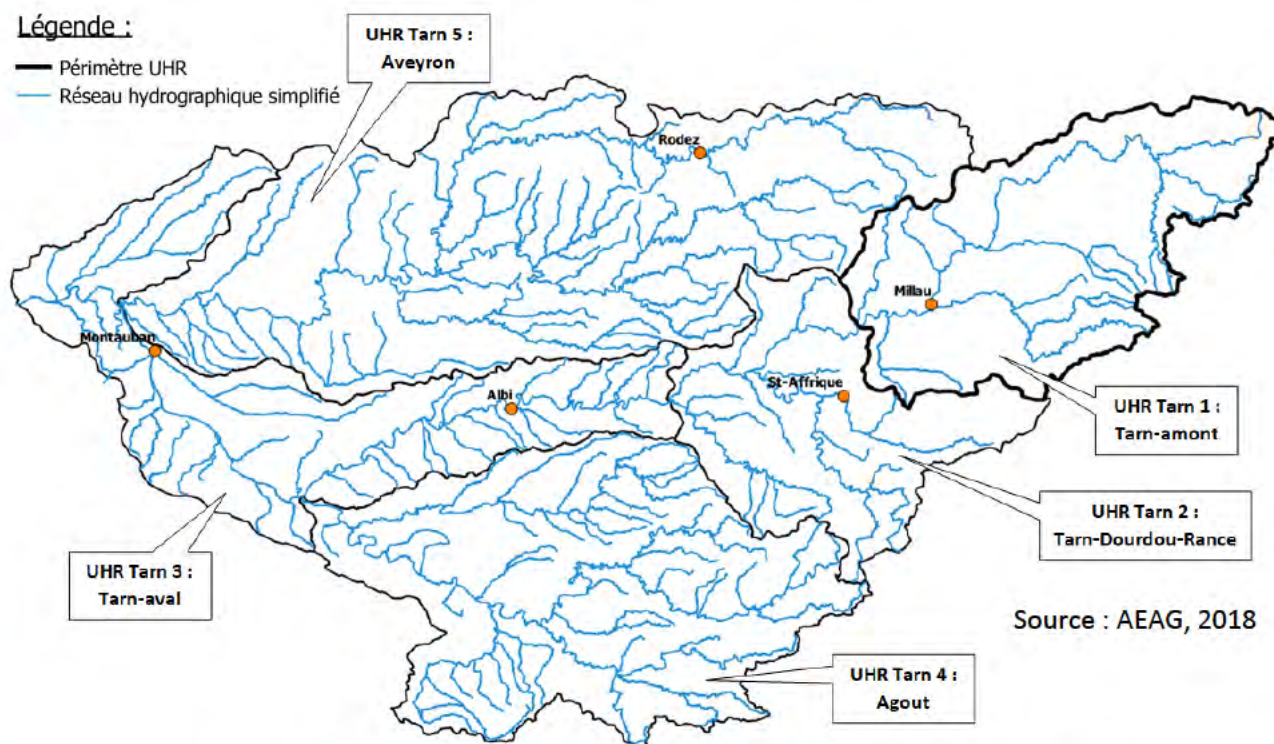 Légende :
Périmètre UHR
Réseau hydrographique simplifié
UHR Tarn 5 :
Aveyron
Rodez
Millau
Montauban
St-Affrique
Albi
UHR Tarn 1 :
Tarn-amont
UHR Tarn 2 :
Tarn-Dourdou-Rance
UHR Tarn 3 :
Tarn-aval
Source : AEAG, 2018
UHR Tarn 4 :
Agout